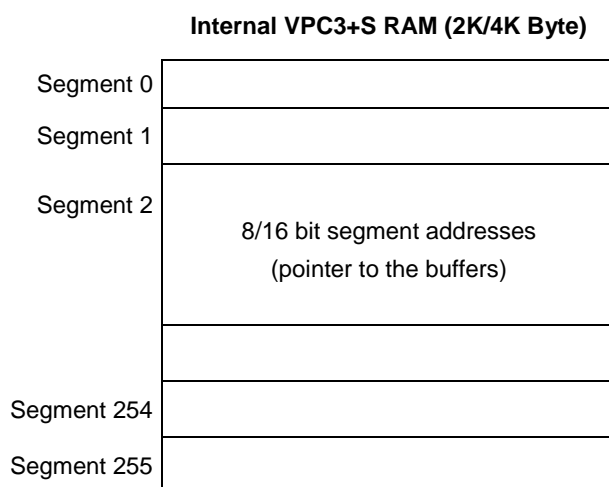 Internal VPC3+S RAM (2K/4K Byte)
Segment 0
Segment 1
Segment 2
8/16 bit segment addresses
(pointer to the buffers)
Segment 254
Segment 255